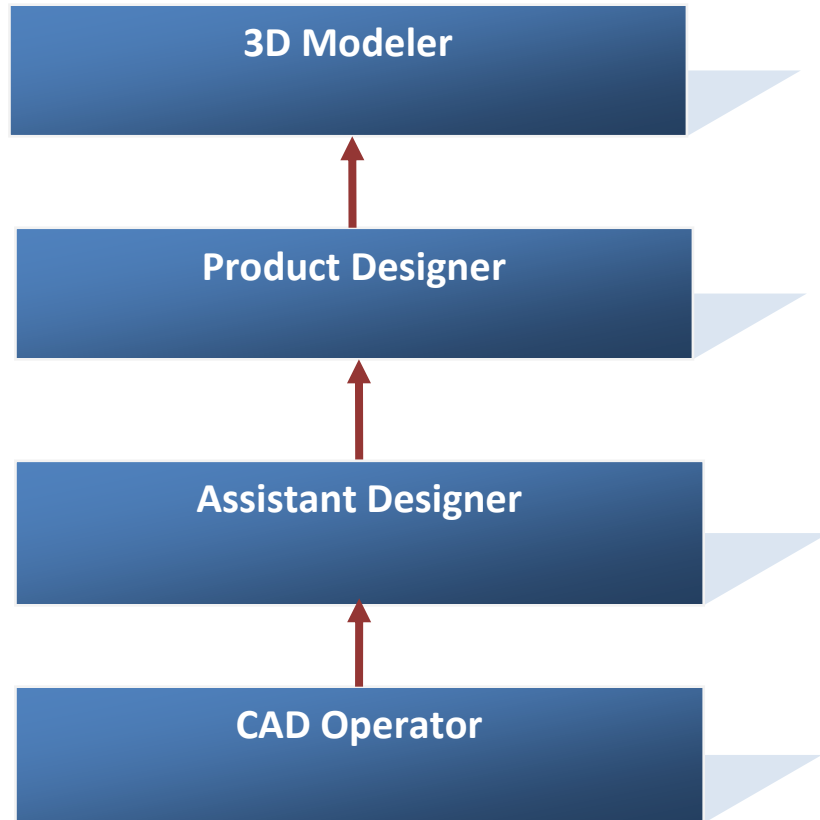 3D Modeler
Product Designer
Assistant Designer
CAD Operator